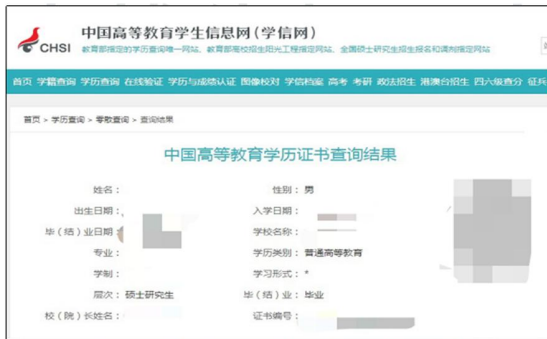 中国高等教育学生信息网（学信网）
CHSI
教育部指定的学历查询唯一网站、教育部高校招生阳光工程指定网站、全国硕士研究生招生报名和调剂指定网站
首页 学籍查询 学历查询 在线验证 学历与成绩认证 图像校对 学信档案 高考 考研 政法招生 港澳台招生 四六级查分 征兵
首页 > 学历查询 > 零散查询 > 查询结果
中国高等教育学历证书查询结果
姓名： 性别： 男
出生日期： 入学日期：
毕（结）业日期： 学校名称：
专业： 学历类别： 普通高等教育
学制： 学习形式： *
层次： 硕士研究生 毕（结）业： 毕业
校（院）长姓名： 证书编号：